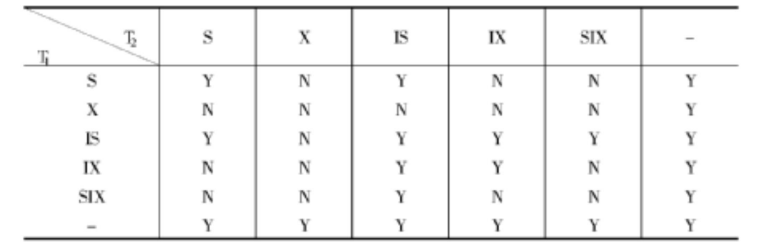 T₂ S X IS IX SIX –
T₁
S Y N Y N N Y
X N N N N N Y
IS Y N Y Y Y Y
IX N N Y Y N Y
SIX N N Y N N Y
– Y Y Y Y Y Y